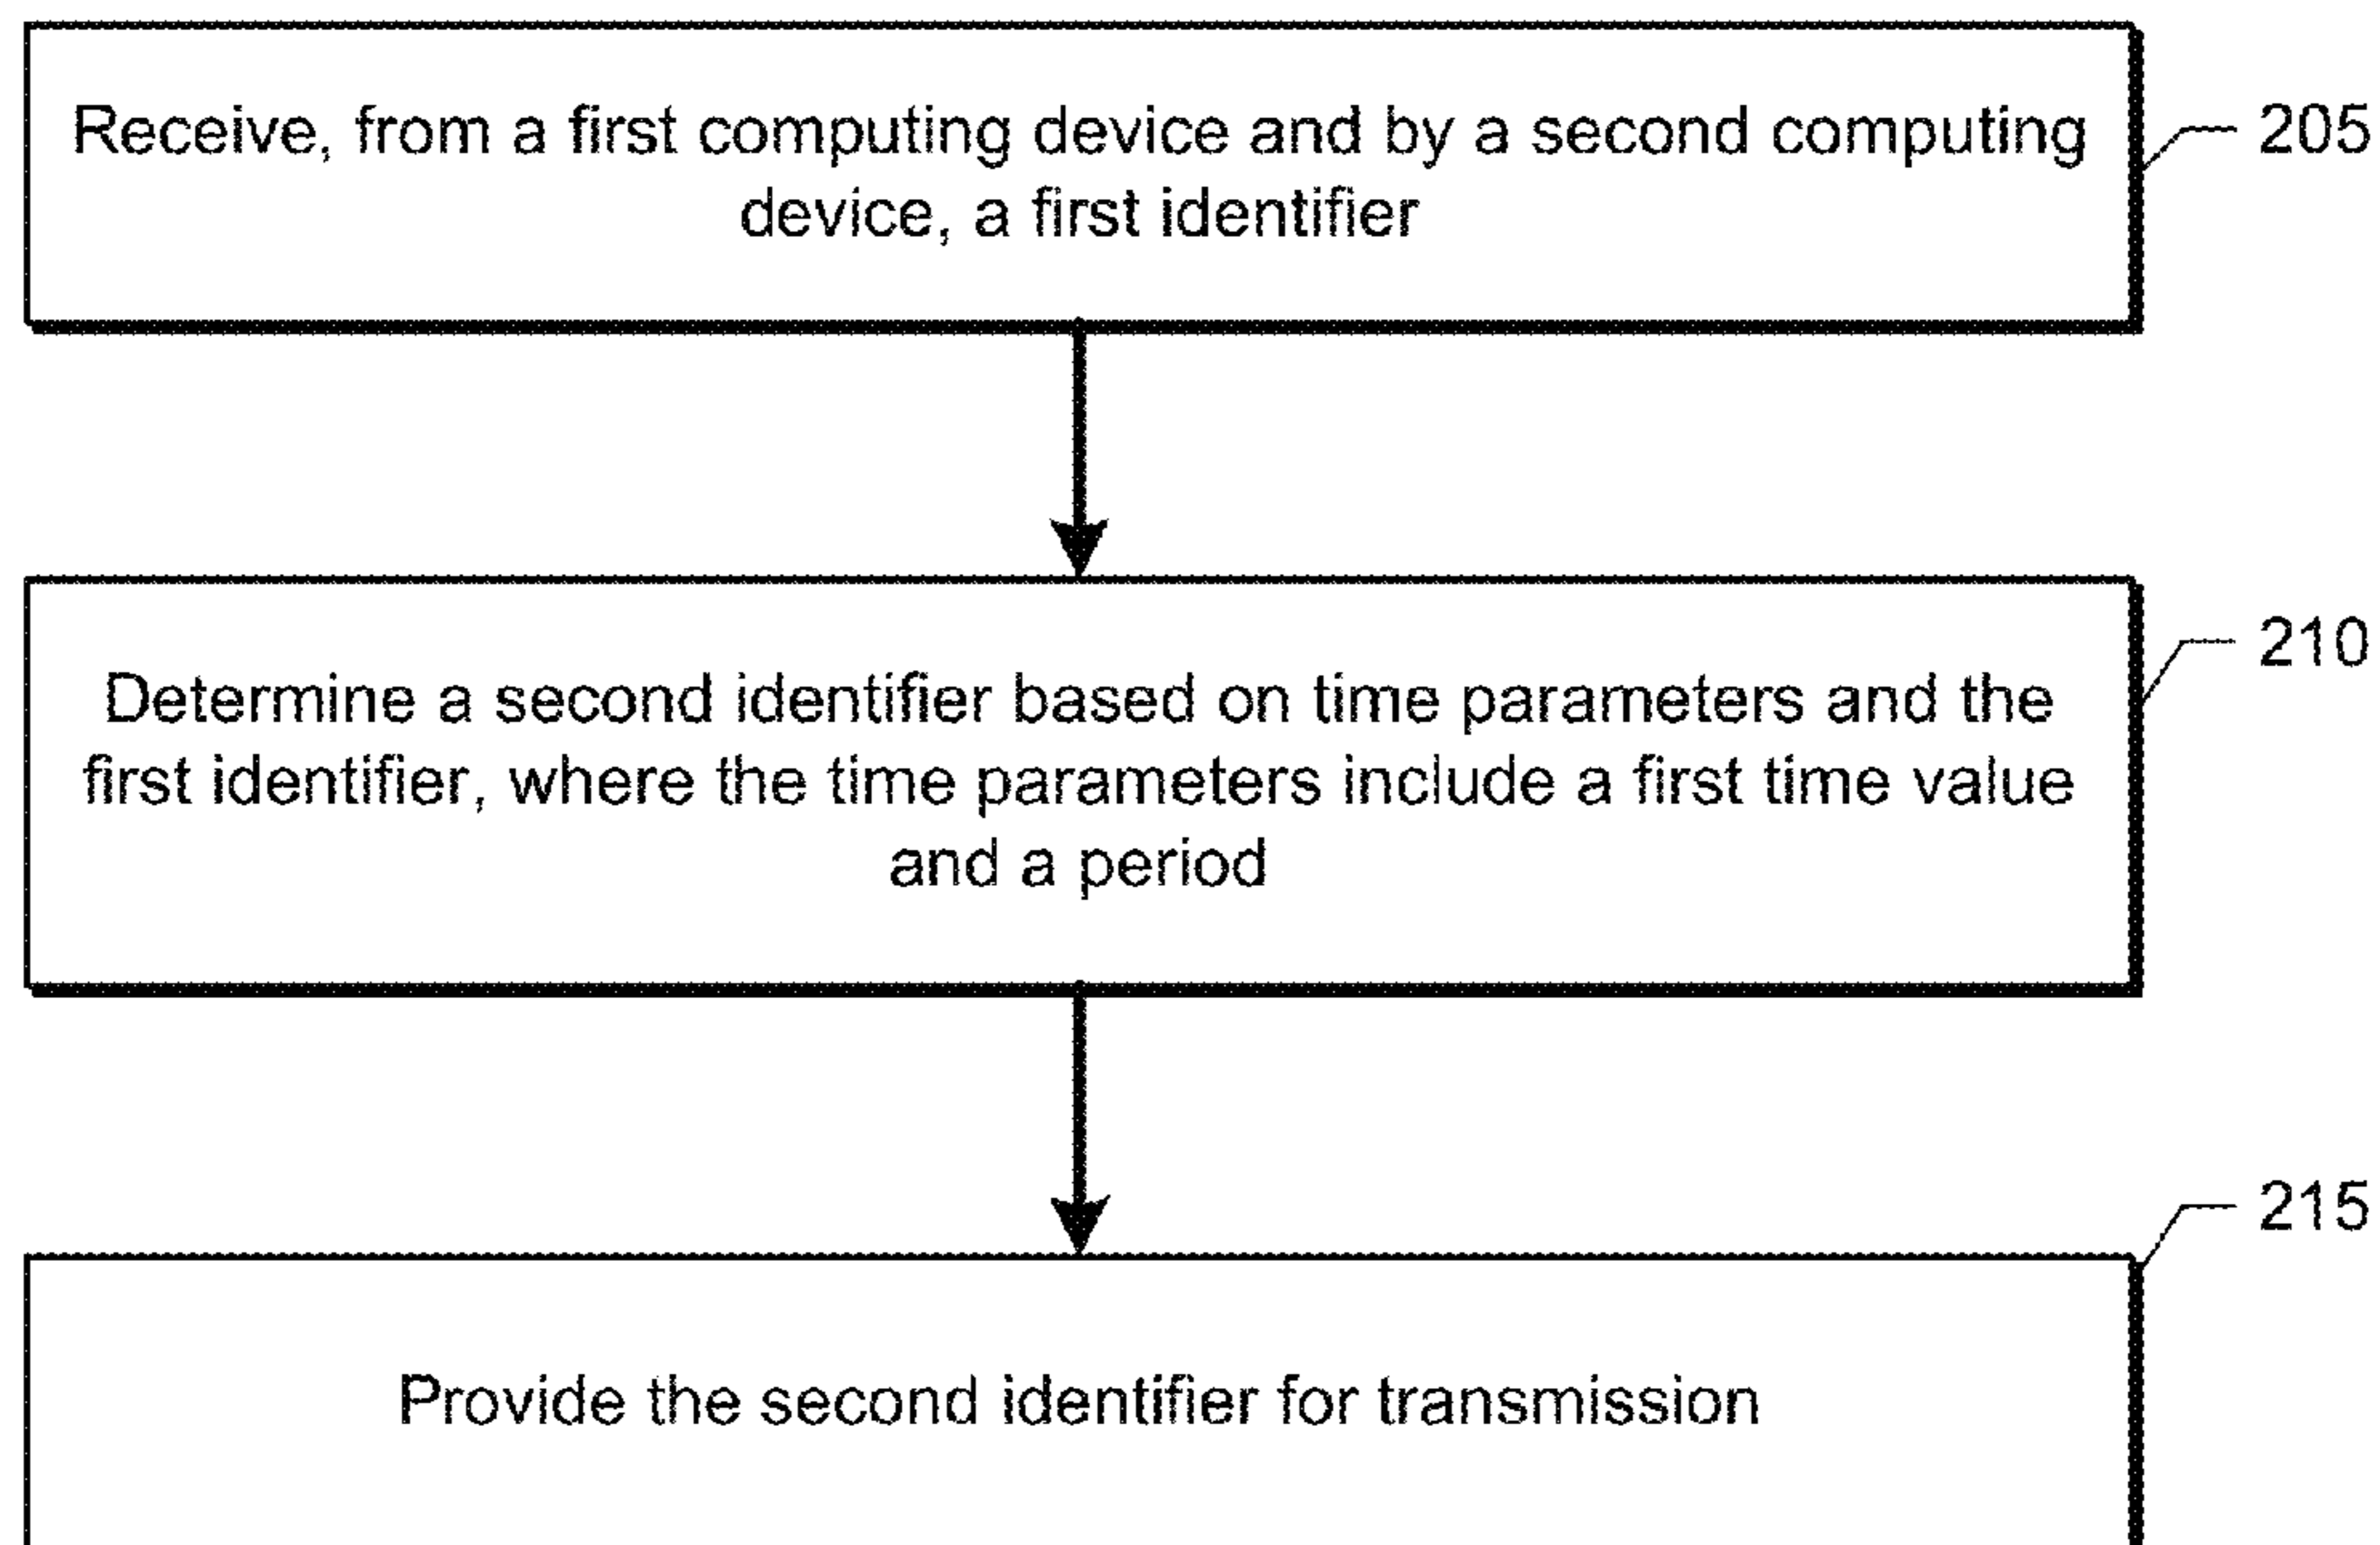 Receive, from a first computing device and by a second computing
device, a first identifier
205
Determine a second identifier based on time parameters and the
first identifier, where the time parameters include a first time value
and a period
210
Provide the second identifier for transmission
215